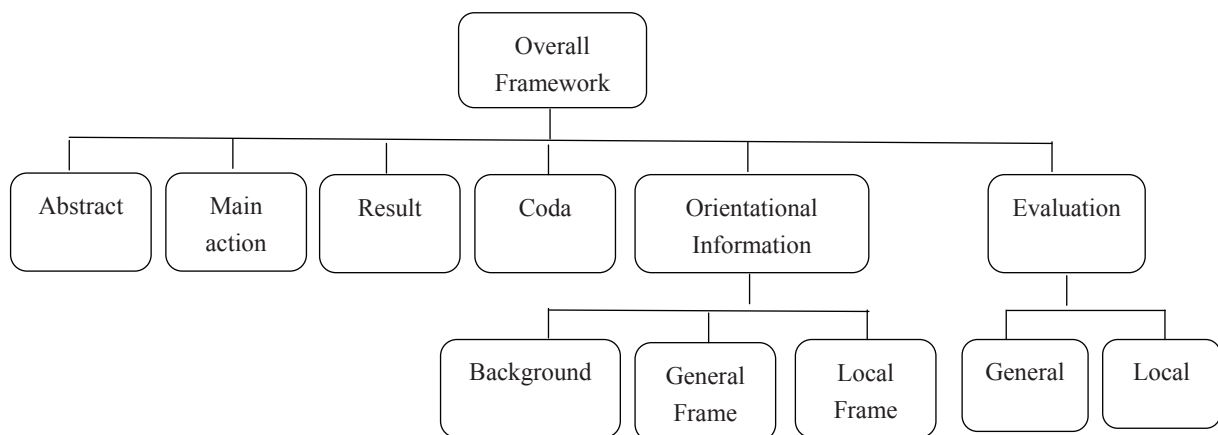 Overall
Framework
Abstract
Main
action
Result
Coda
Orientational
Information
Evaluation
Background
General
Frame
Local
Frame
General
Local